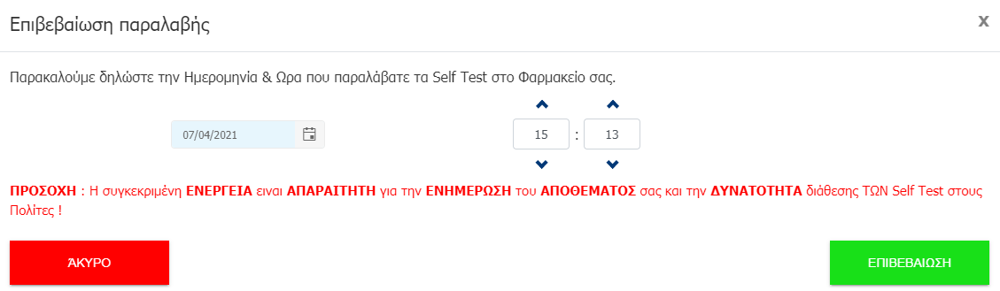 Επιβεβαίωση παραλαβής x
Παρακαλούμε δηλώστε την Ημερομηνία & Ωρα που παραλάβατε τα Self Test στο Φαρμακείο σας.
07/04/2021 15 : 13
ΠΡΟΣΟΧΗ : Η συγκεκριμένη ΕΝΕΡΓΕΙΑ ειναι ΑΠΑΡΑΙΤΗΤΗ για την ΕΝΗΜΕΡΩΣΗ του ΑΠΟΘΕΜΑΤΟΣ σας και την ΔΥΝΑΤΟΤΗΤΑ διάθεσης ΤΩΝ Self Test στους
Πολίτες !
ΆΚΥΡΟ ΕΠΙΒΕΒΑΙΩΣΗ